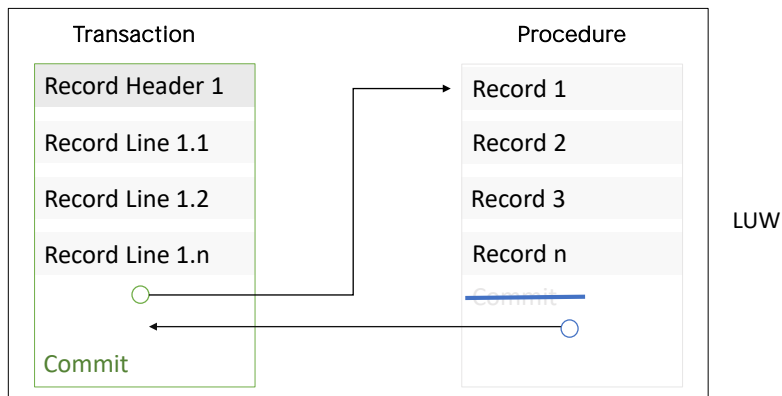 Transaction
Record Header 1
Record Line 1.1
Record Line 1.2
Record Line 1.n
Commit
Procedure
Record 1
Record 2
Record 3
Record n
Commit
LUW